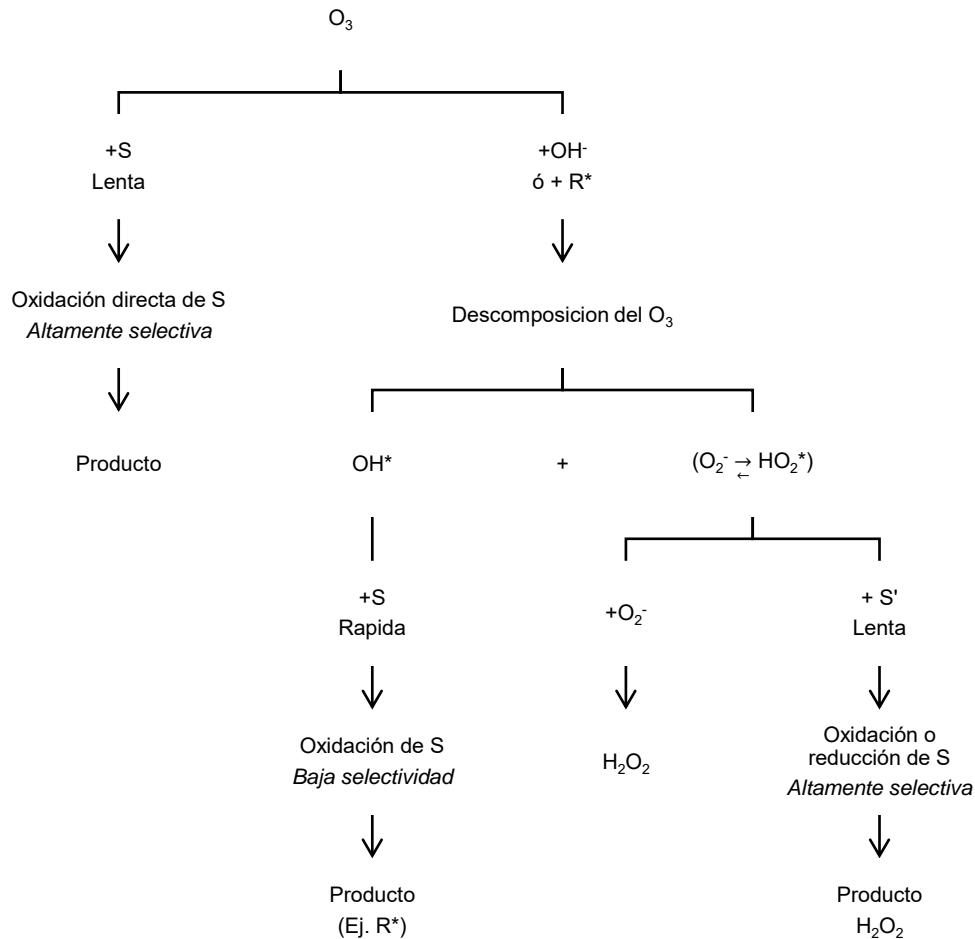 O₃
+S
Lenta
+OH⁻
ó + R*
Oxidación directa de S
Altamente selectiva
Descomposicion del O₃
Producto
OH*
+
(O₂⁻ →← HO₂*)
+S
Rapida
+O₂⁻
+ S'
Lenta
Oxidación de S
Baja selectividad
H₂O₂
Oxidación o
reducción de S
Altamente selectiva
Producto
(Ej. R*)
Producto
H₂O₂